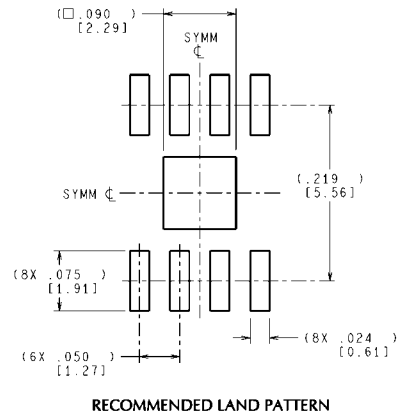 (□ .090 )
[2.29]
SYMM
℄
(.219 )
[5.56]
SYMM ℄
(8X .075 )
[1.91]
(8X .024 )
[0.61]
(6X .050 )
[1.27]
RECOMMENDED LAND PATTERN